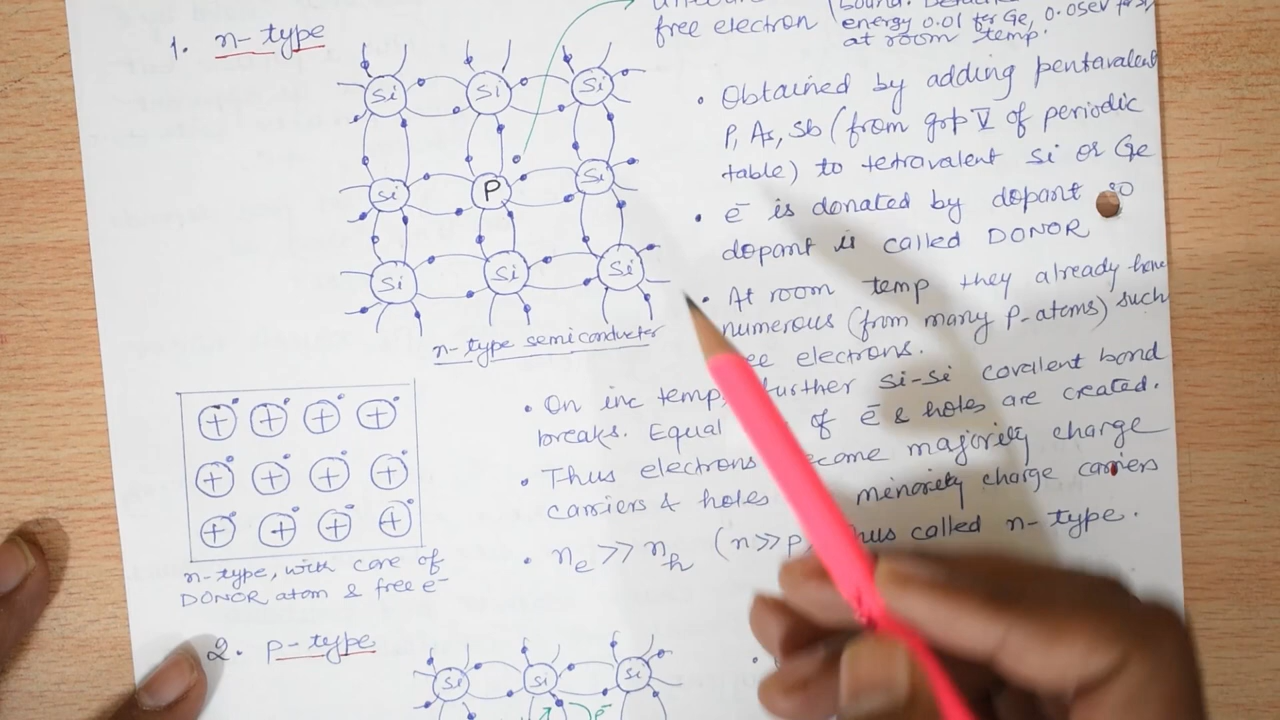 1. n-type
free electron (bound. Detach
energy 0.01 for Ge, 0.05eV for Si,
at room temp.
Si Si Si
Si P Si
Si Si Si
n-type semiconducter
• Obtained by adding pentavalent
P, As, Sb (from grp V of periodic
table) to tetravalent Si or Ge
• e⁻ is donated by dopant so
dopant is called DONOR
• At room temp they already have
numerous (from many P-atoms) such
ee electrons.
• On inc temp, further Si-Si covalent bond
breaks. Equal of e⁻ & holes are created.
• Thus electrons become majority charge
carriers & holes minority charge carriers
• nₑ >> nₕ (n>>p, Thus called n-type.
+ + + +
+ + + +
+ + + +
n-type, with core of
DONOR atom & free e⁻
2. p-type
Si Si Si
e⁻